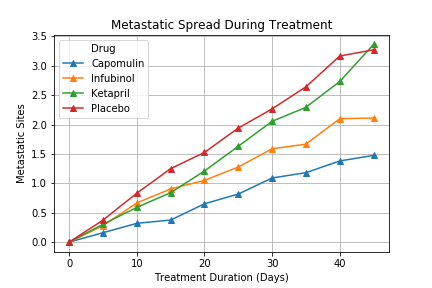 Metastatic Spread During Treatment
3.5
3.0
2.5
2.0
1.5
1.0
0.5
0.0
Metastatic Sites
Drug
Capomulin
Infubinol
Ketapril
Placebo
0
10
20
30
40
Treatment Duration (Days)